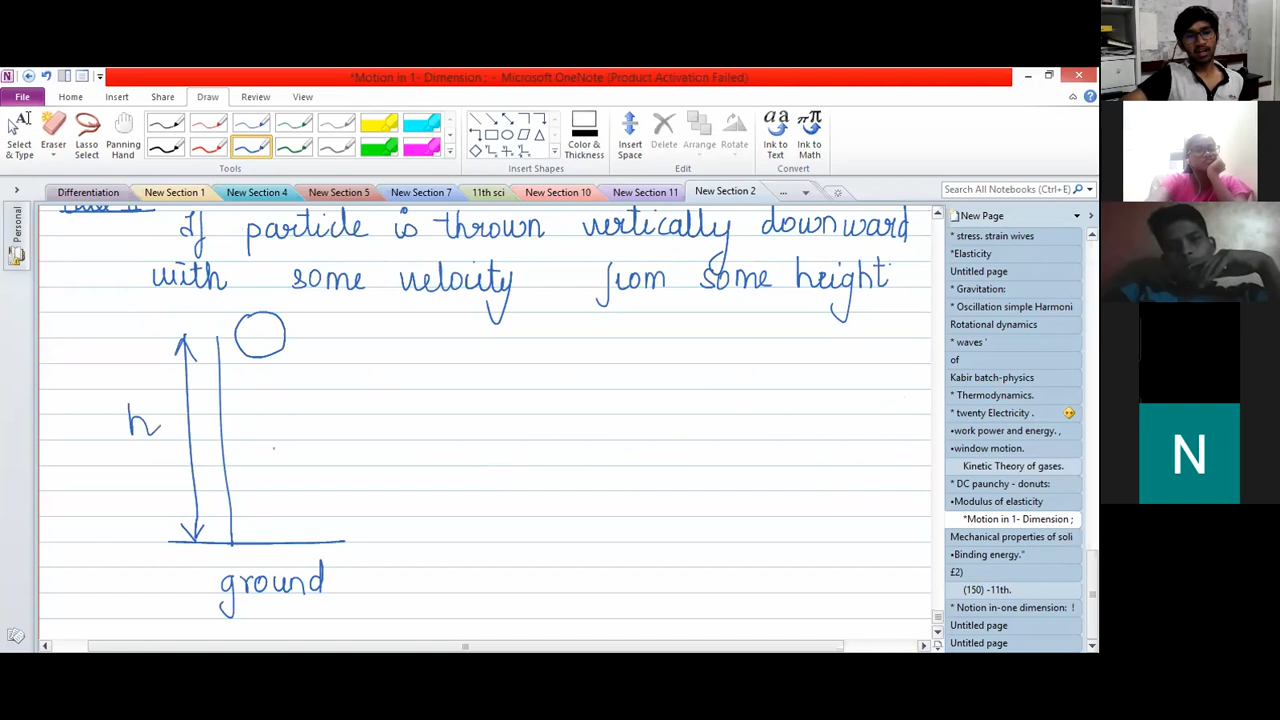 *Motion in 1- Dimension ; - Microsoft OneNote (Product Activation Failed)
File Home Insert Share Draw Review View
Select & Type
Eraser
Lasso Select
Panning Hand
Color & Thickness
Insert Space
Delete
Arrange
Rotate
Ink to Text
Ink to Math
Tools
Insert Shapes
Edit
Convert
Differentiation New Section 1 New Section 4 New Section 5 New Section 7 11th sci New Section 10 New Section 11 New Section 2 ...
Search All Notebooks (Ctrl+E)
Personal
If particle is thrown vertically downward
with some velocity from some height
h
ground
New Page
* stress. strain wives
*Elasticity
Untitled page
* Gravitation:
* Oscillation simple Harmoni
Rotational dynamics
* waves '
of
Kabir batch-physics
* Thermodynamics.
* twenty Electricity .
•work power and energy. ,
•window motion.
Kinetic Theory of gases.
* DC paunchy - donuts:
•Modulus of elasticity
*Motion in 1- Dimension ;
Mechanical properties of soli
•Binding energy."
£2)
(150) -11th.
* Notion in-one dimension: !
Untitled page
Untitled page
N